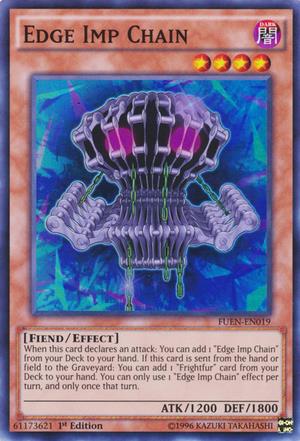 EDGE IMP CHAIN
DARK
闇
FUEN-EN019
[FIEND/EFFECT]
When this card declares an attack: You can add 1 "Edge Imp Chain"
from your Deck to your hand. If this card is sent from the hand or
field to the Graveyard: You can add 1 "Frightfur" card from your
Deck to your hand. You can only use 1 "Edge Imp Chain" effect per
turn, and only once that turn.
ATK/1200 DEF/1800
61173621 1st Edition ©1996 KAZUKI TAKAHASHI